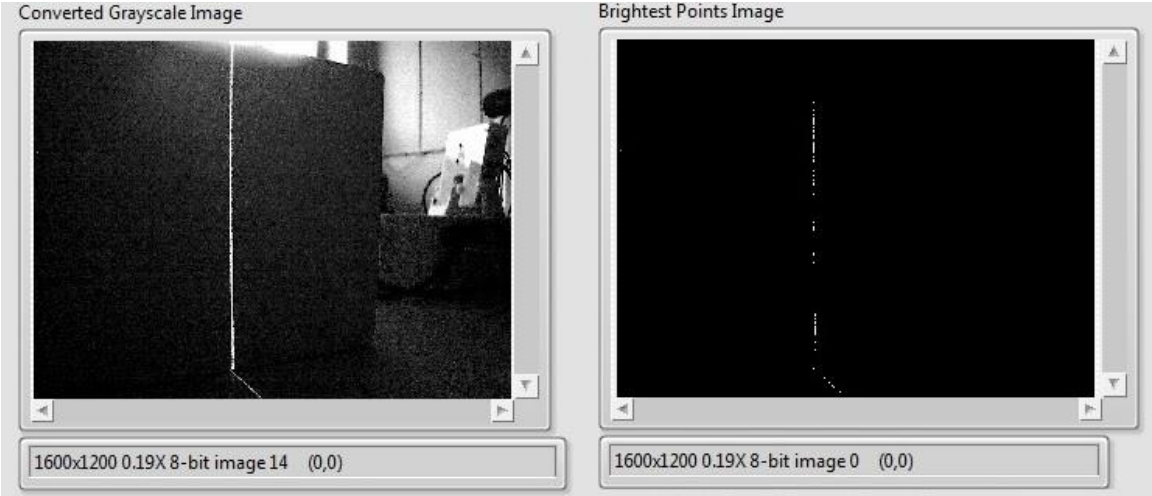 Converted Grayscale Image
Brightest Points Image
1600x1200 0.19X 8-bit image 14 (0,0)
1600x1200 0.19X 8-bit image 0 (0,0)